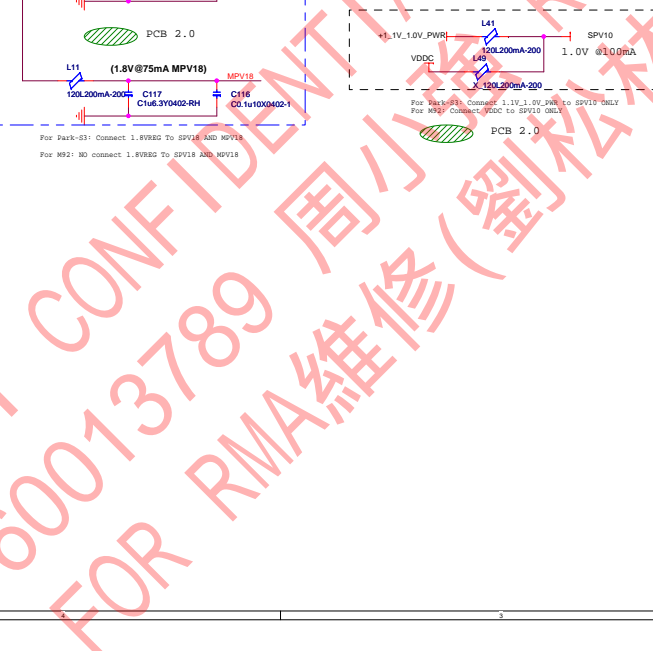 PCB 2.0
L11
(1.8V@75mA MPV18)
MPV18
120L200mA-200
C117
C1u6.3Y0402-RH
C116
C0.1u10X0402-1
For Park-S3: Connect 1.8VREG To SPV18 AND MPV18
For M92: NO connect 1.8VREG To SPV18 AND MPV18
L41
+1_1V_1.0V_PWR
SPV10
120L200mA-200
1.0V @100mA
VDDC
L49
X_120L200mA-200
For Park-S3: Connect 1.1V_1.0V_PWR to SPV10 ONLY
For M92: Connect VDDC to SPV10 ONLY
PCB 2.0
CONFIDENTIA
60013789 周小強
FOR RMA維修(劉松林
4
3